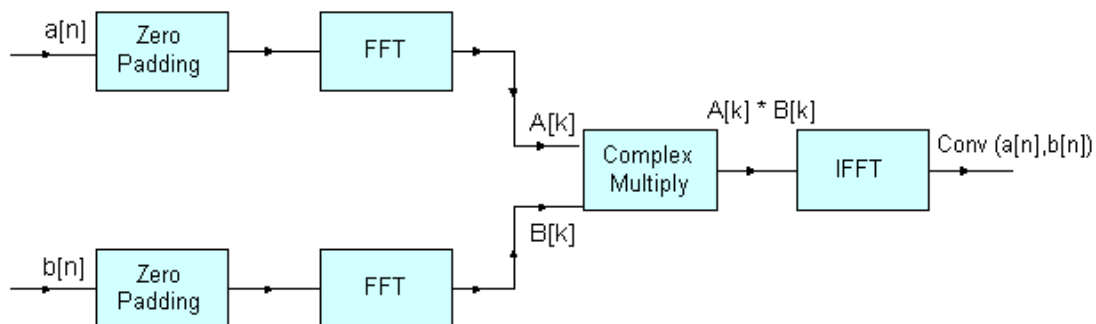 a[n]
Zero
Padding
FFT
A[k]
A[k] * B[k]
Complex
Multiply
IFFT
Conv (a[n],b[n])
B[k]
b[n]
Zero
Padding
FFT